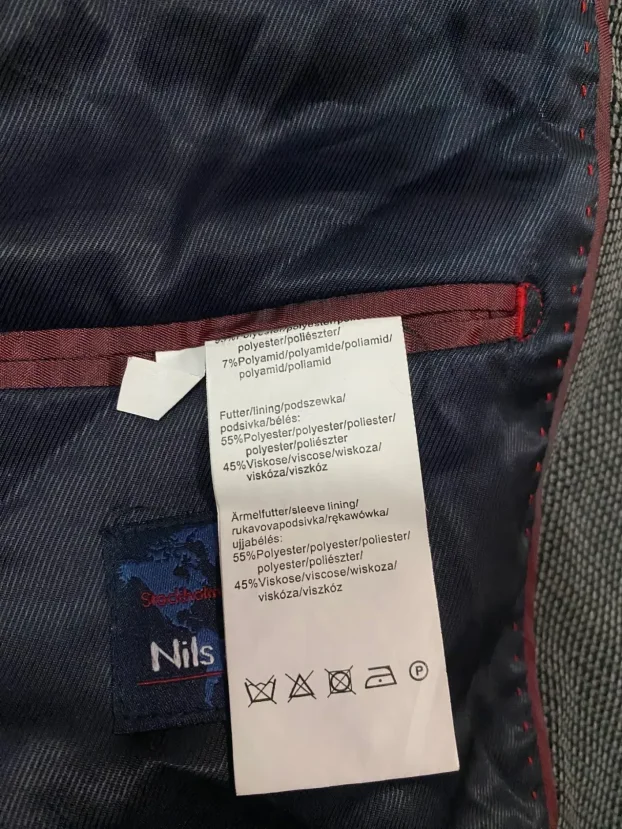 polyester/poliészter/
7%Polyamid/polyamide/poliamid/
polyamid/poliamid
Futter/lining/podszewka/
podsivka/bélés:
55%Polyester/polyester/poliester/
polyester/poliészter
45%Viskose/viscose/wiskoza/
viskóza/viszkóz
Ärmelfutter/sleeve lining/
rukavovapodsivka/rękawówka/
ujjabélés:
55%Polyester/polyester/poliester/
polyester/poliészter/
45%Viskose/viscose/wiskoza/
viskóza/viszkóz
P
Stockholm
Nils